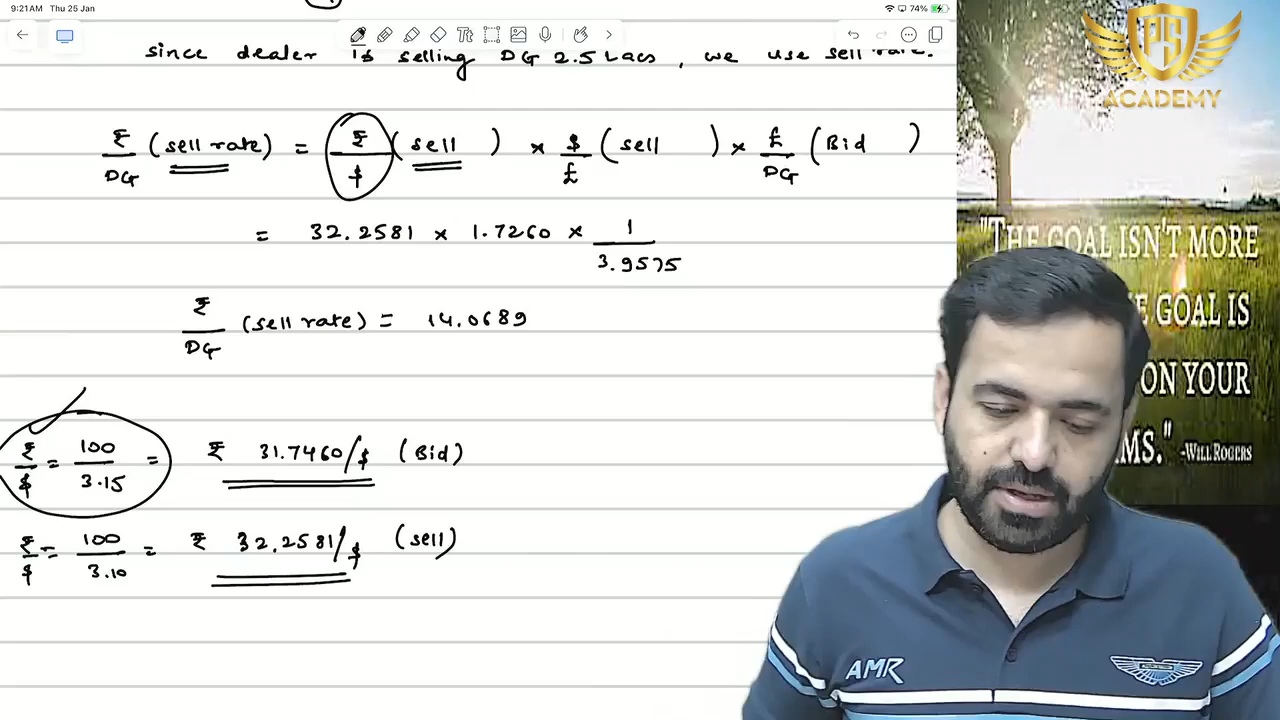 9:21 AM Thu 25 Jan
74%
since dealer is selling DG 2.5 Lacs, we use sell rate.
₹/DG (sell rate) = ₹/$ (sell ) × $/£ (sell ) × £/DG (Bid )
= 32.2581 × 1.7260 × 1/3.9575
₹/DG (sell rate) = 14.0689
₹/$ = 100/3.15 = ₹ 31.7460/$ (Bid)
₹/$ = 100/3.10 = ₹ 32.2581/$ (sell)
PS
ACADEMY
"THE GOAL ISN'T MORE
GOAL IS
ON YOUR
MS." -WILL ROGERS
AMR